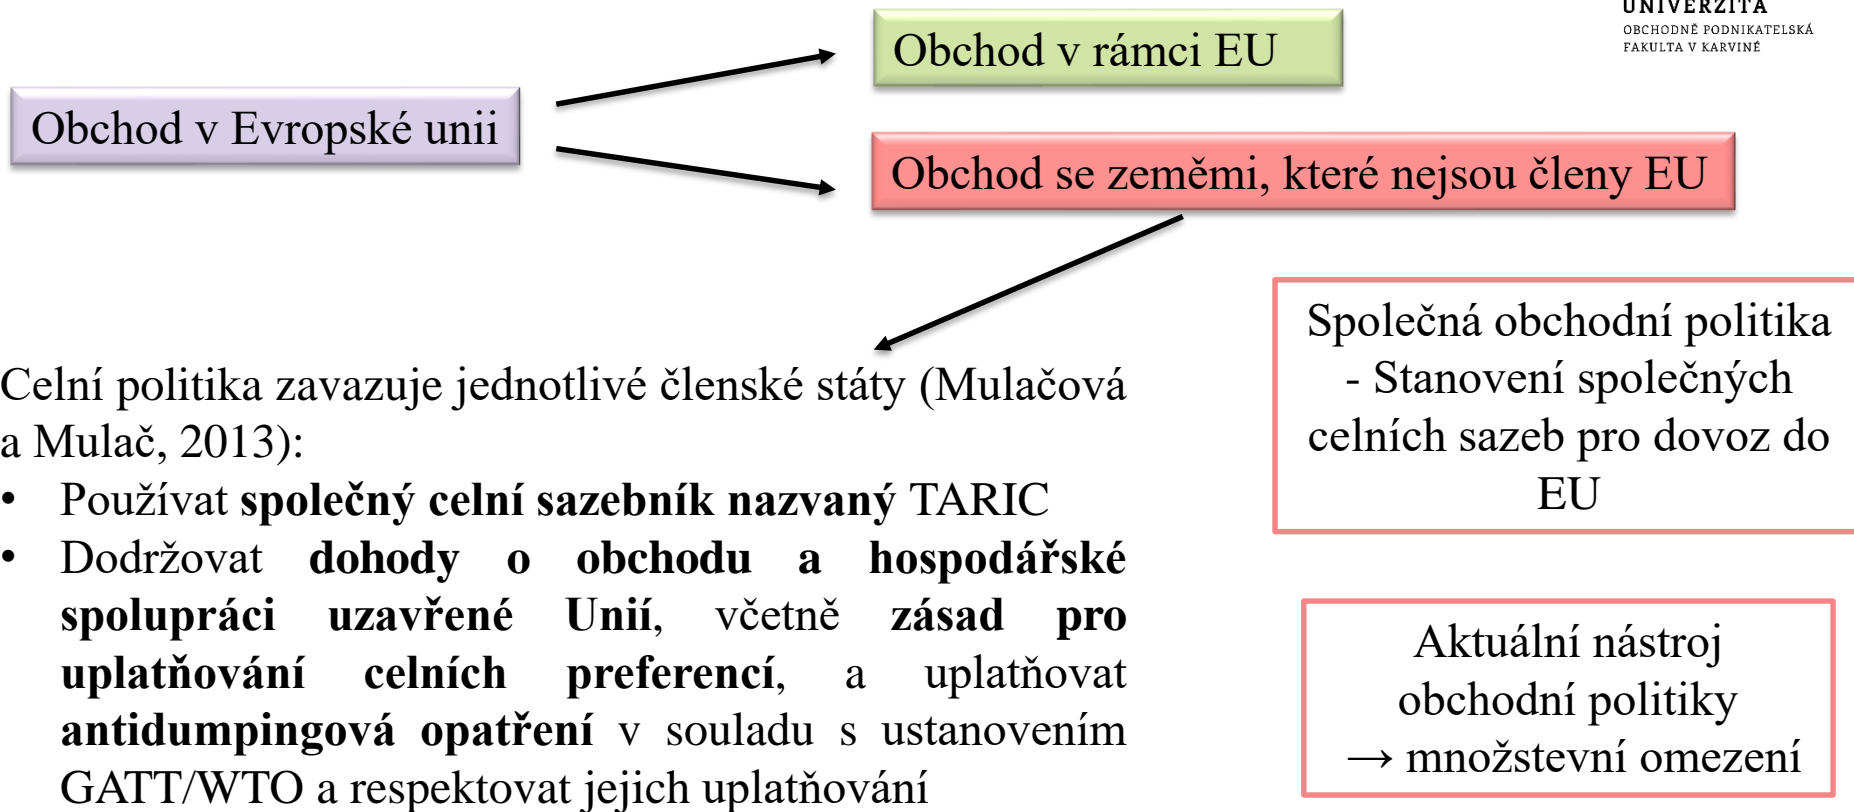 UNIVERZITA
OBCHODNĚ PODNIKATELSKÁ
FAKULTA V KARVINÉ
Obchod v rámci EU
Obchod v Evropské unii
Obchod se zeměmi, které nejsou členy EU
Celní politika zavazuje jednotlivé členské státy (Mulačová
a Mulač, 2013):
• Používat společný celní sazebník nazvaný TARIC
• Dodržovat dohody o obchodu a hospodářské
spolupráci uzavřené Unií, včetně zásad pro
uplatňování celních preferencí, a uplatňovat
antidumpingová opatření v souladu s ustanovením
GATT/WTO a respektovat jejich uplatňování
Společná obchodní politika
- Stanovení společných
celních sazeb pro dovoz do
EU
Aktuální nástroj
obchodní politiky
→ množstevní omezení